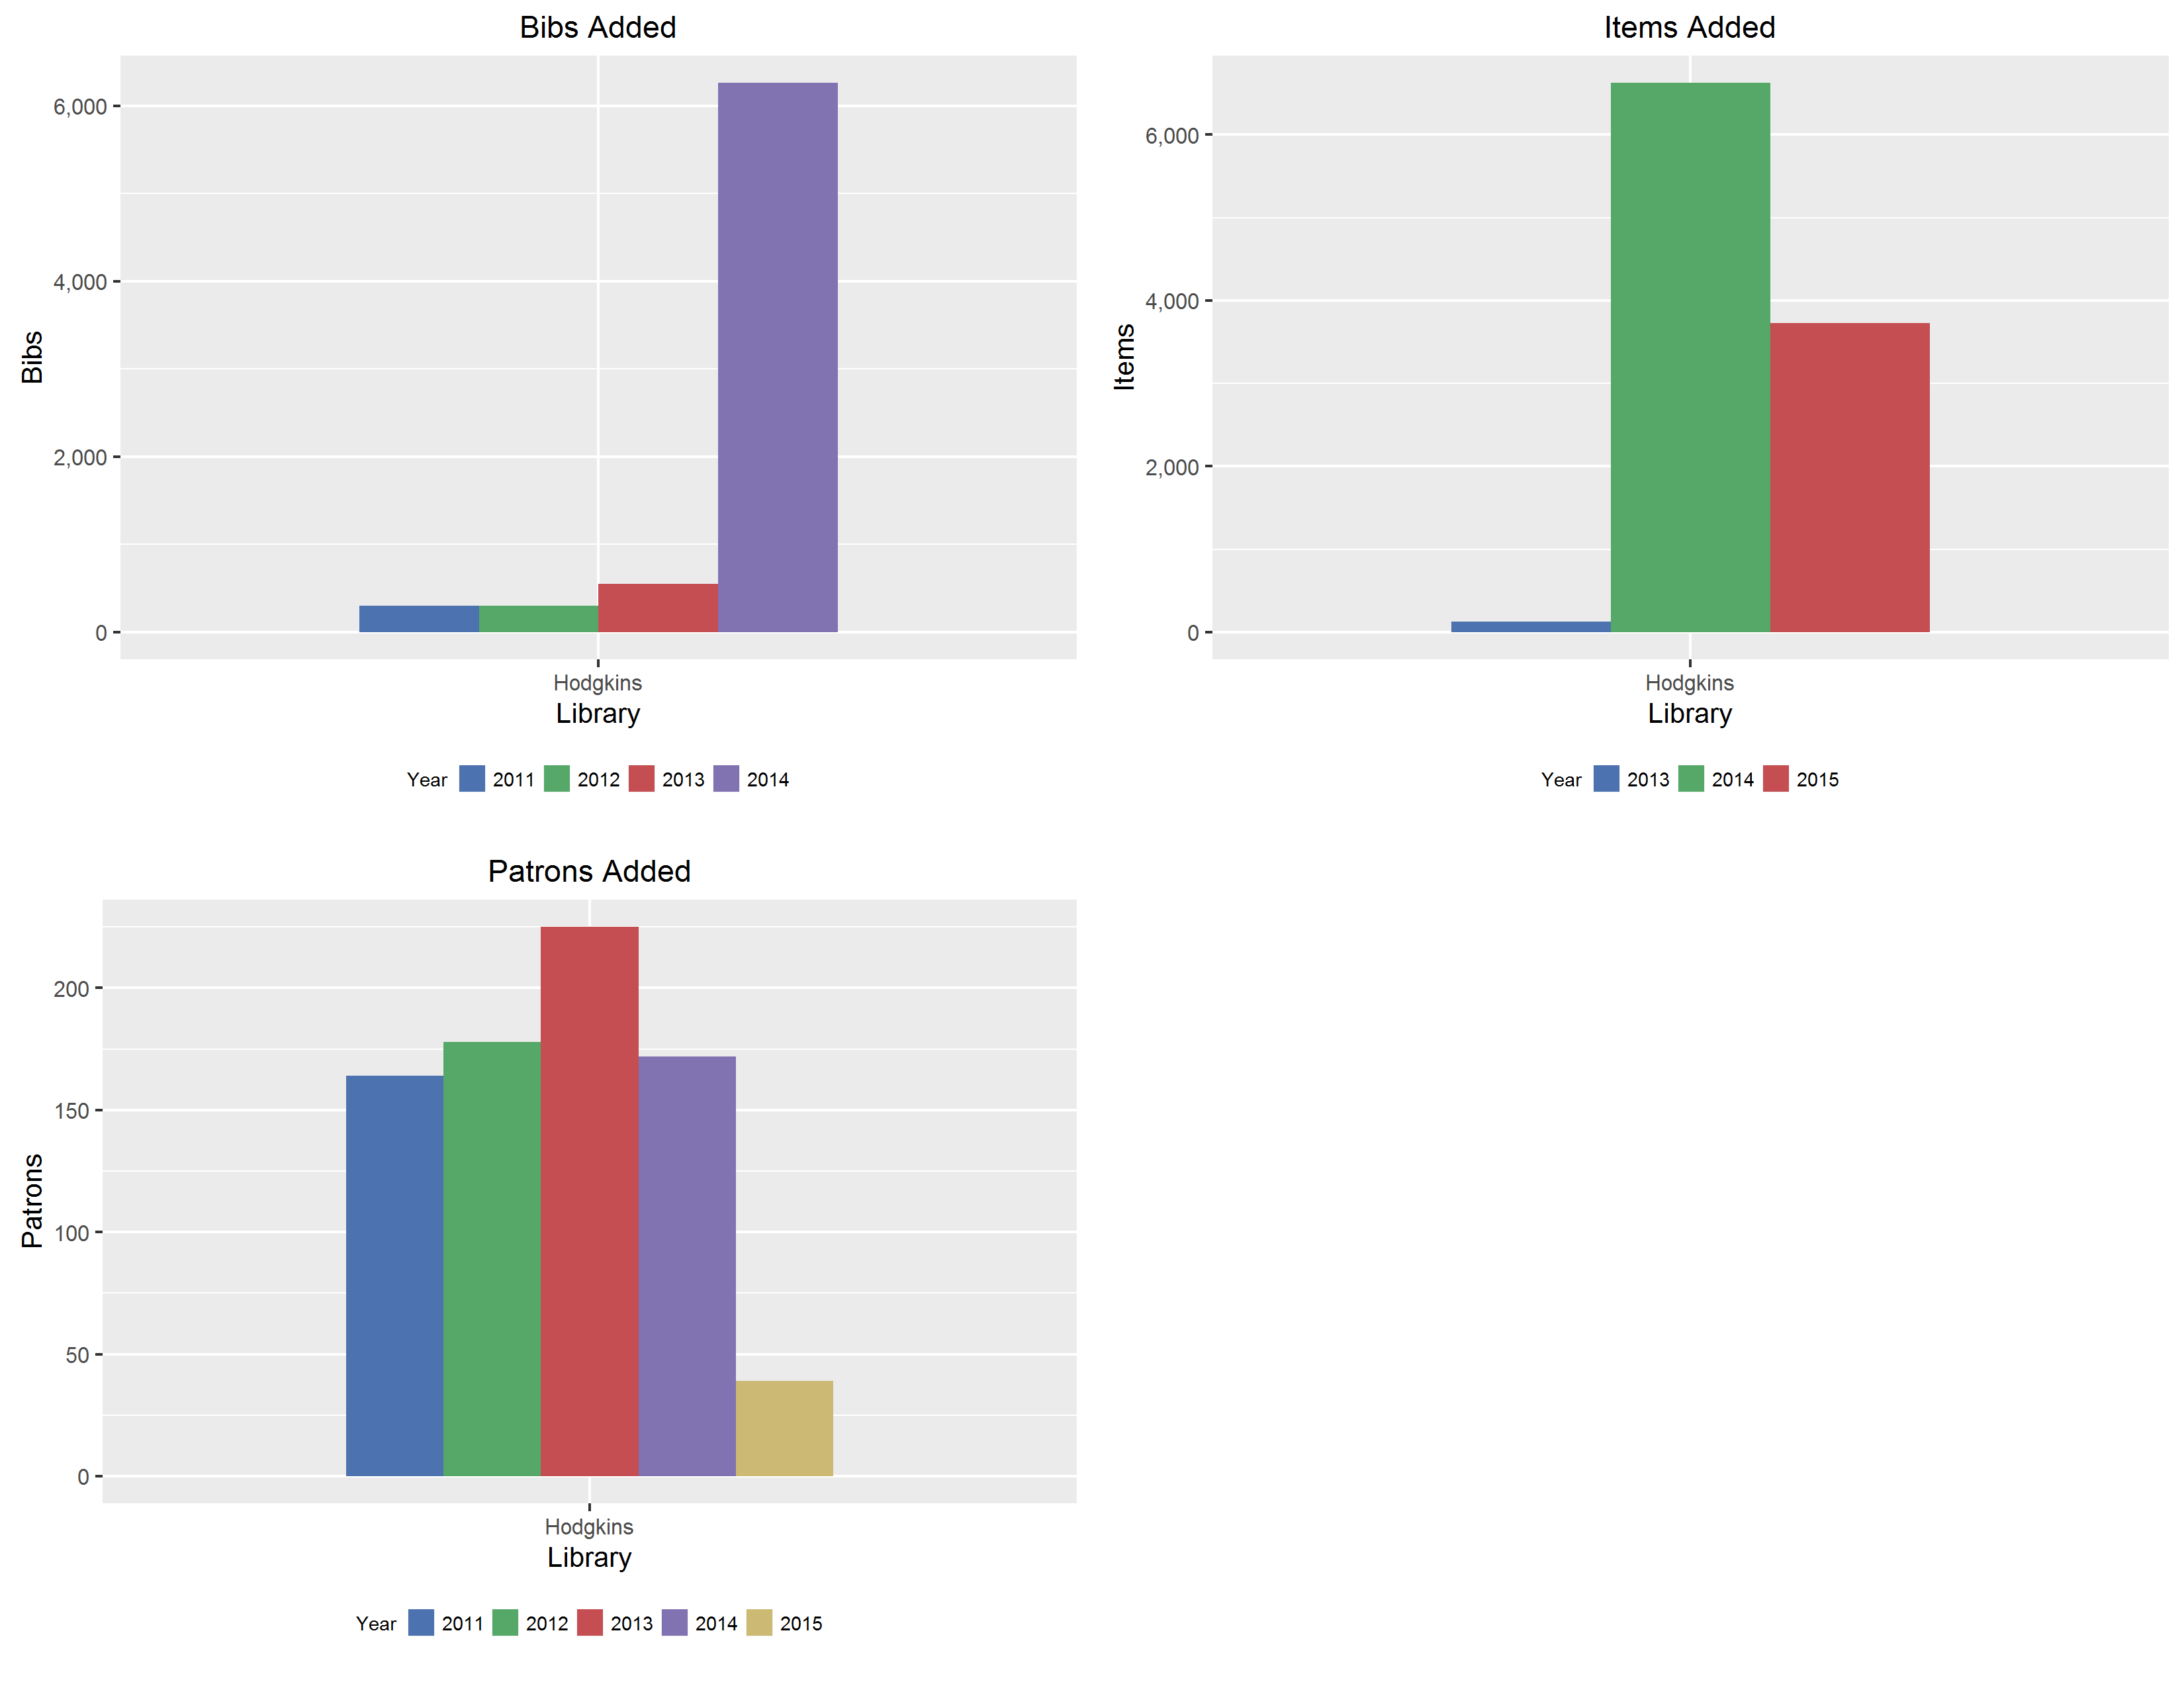 Bibs Added
6,000
4,000
2,000
0
Bibs
Hodgkins
Library
Year 2011 2012 2013 2014
Items Added
6,000
4,000
2,000
0
Items
Hodgkins
Library
Year 2013 2014 2015
Patrons Added
200
150
100
50
0
Patrons
Hodgkins
Library
Year 2011 2012 2013 2014 2015